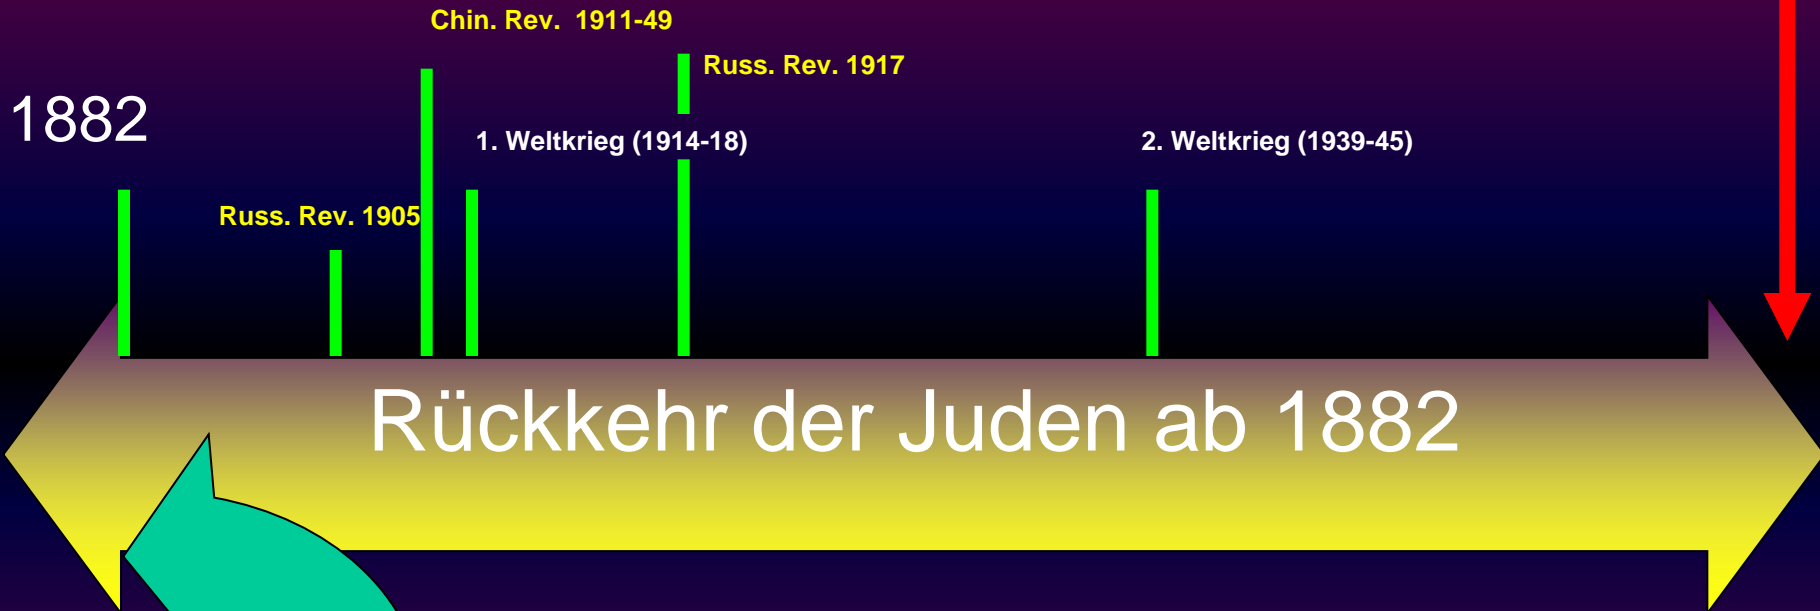 Chin. Rev. 1911-49
Russ. Rev. 1917
1882
1. Weltkrieg (1914-18)
2. Weltkrieg (1939-45)
Russ. Rev. 1905
Rückkehr der Juden ab 1882